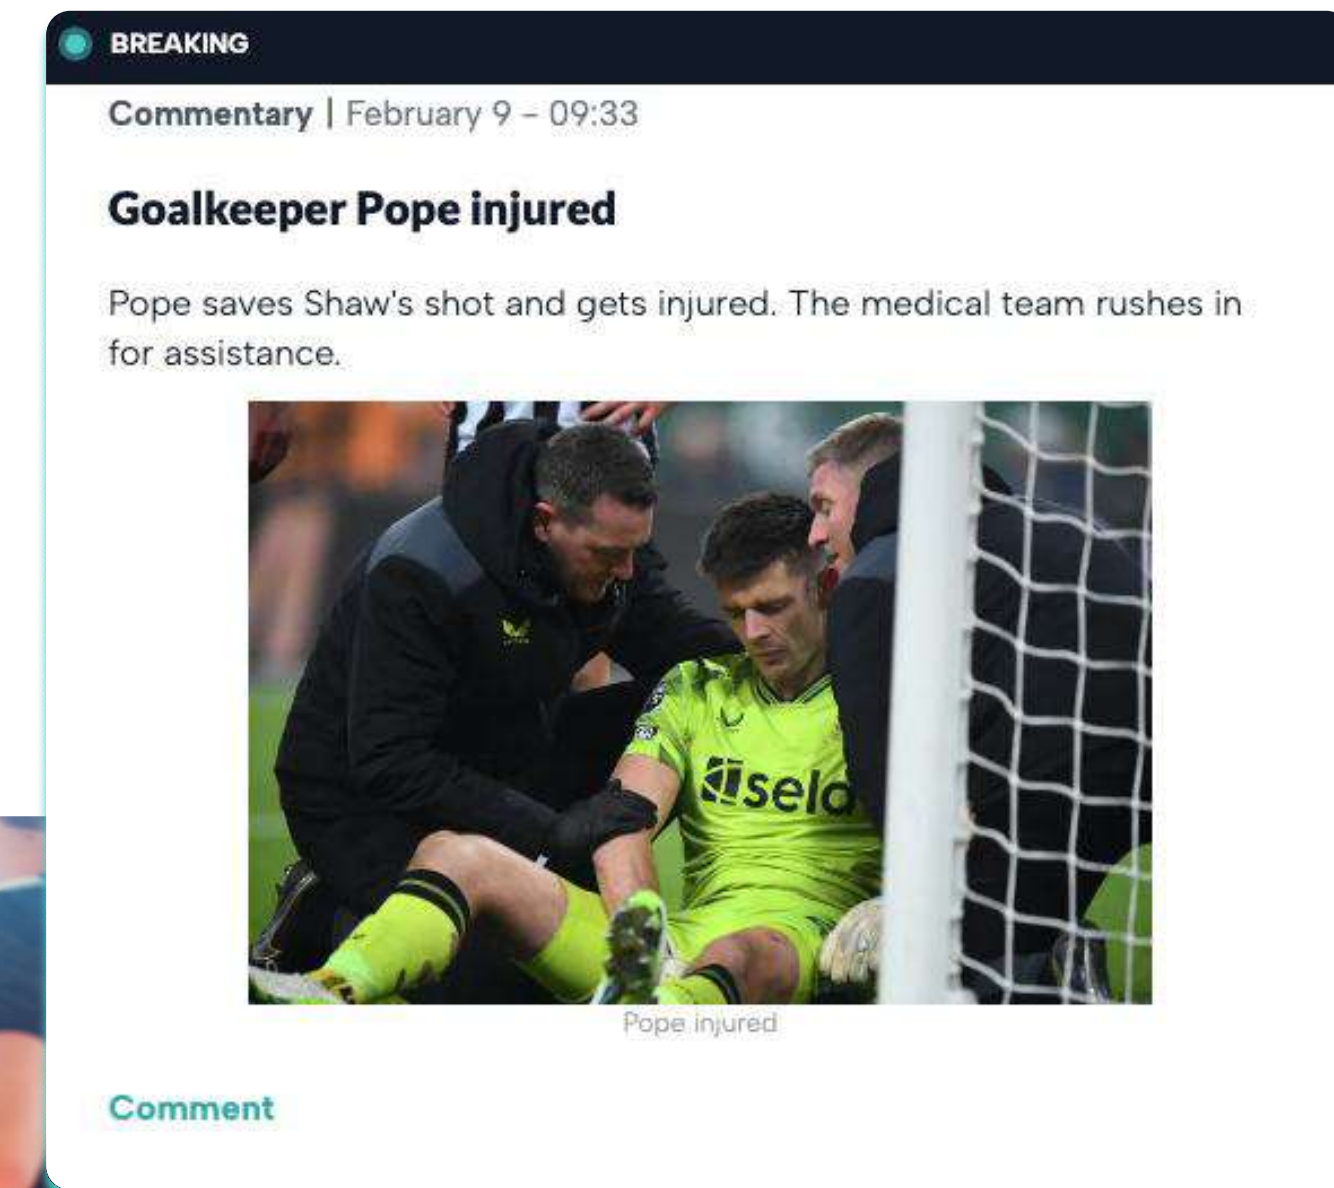 BREAKING
Commentary | February 9 – 09:33
Goalkeeper Pope injured
Pope saves Shaw's shot and gets injured. The medical team rushes in
for assistance.
sela
Pope injured
Comment